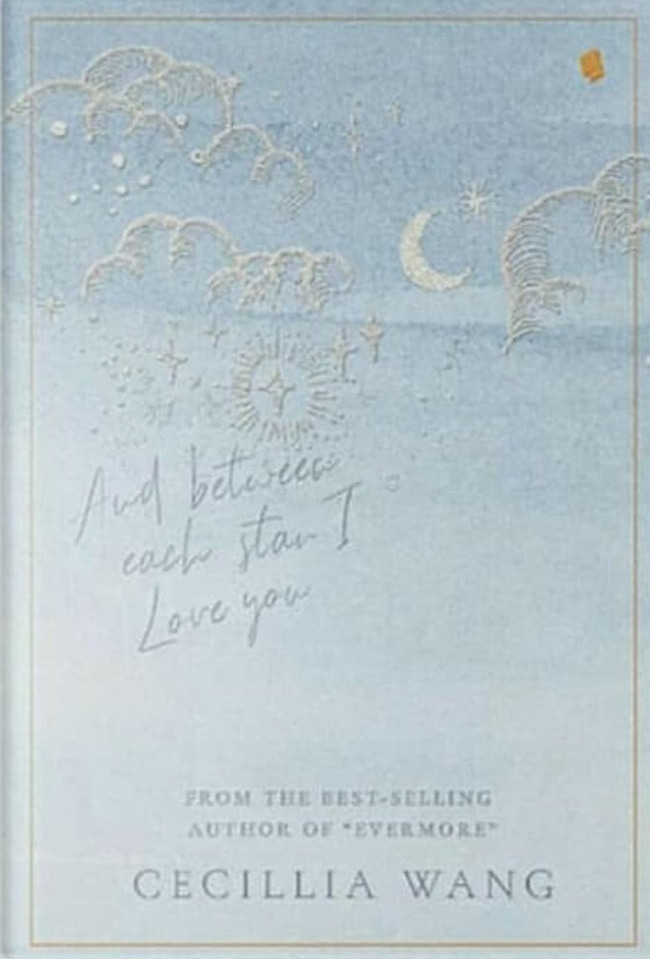 And between
each star I
Love you
FROM THE BEST-SELLING
AUTHOR OF "EVERMORE"
CECILLIA WANG